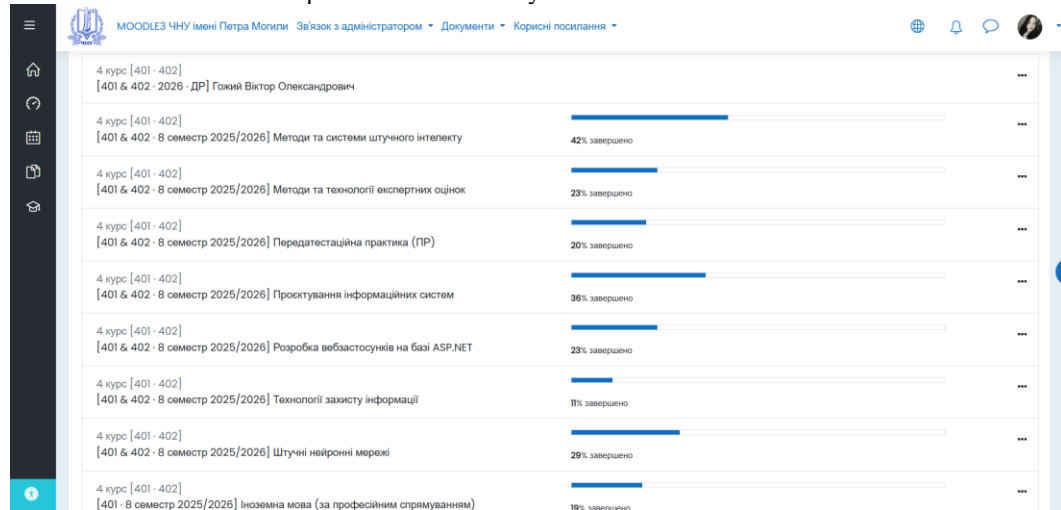 MOODLE3 ЧНУ імені Петра Могили Зв'язок з адміністратором Документи Корисні посилання
4 курс [401 · 402]
[401 & 402 · 2026 · ДР] Гожий Віктор Олександрович
4 курс [401 · 402]
[401 & 402 · 8 семестр 2025/2026] Методи та системи штучного інтелекту
42% завершено
4 курс [401 · 402]
[401 & 402 · 8 семестр 2025/2026] Методи та технології експертних оцінок
23% завершено
4 курс [401 · 402]
[401 & 402 · 8 семестр 2025/2026] Передатестаційна практика (ПР)
20% завершено
4 курс [401 · 402]
[401 & 402 · 8 семестр 2025/2026] Проєктування інформаційних систем
36% завершено
4 курс [401 · 402]
[401 & 402 · 8 семестр 2025/2026] Розробка вебзастосунків на базі ASP.NET
23% завершено
4 курс [401 · 402]
[401 & 402 · 8 семестр 2025/2026] Технології захисту інформації
11% завершено
4 курс [401 · 402]
[401 & 402 · 8 семестр 2025/2026] Штучні нейронні мережі
29% завершено
4 курс [401 · 402]
[401 · 8 семестр 2025/2026] Іноземна мова (за професійним спрямуванням)
19% завершено